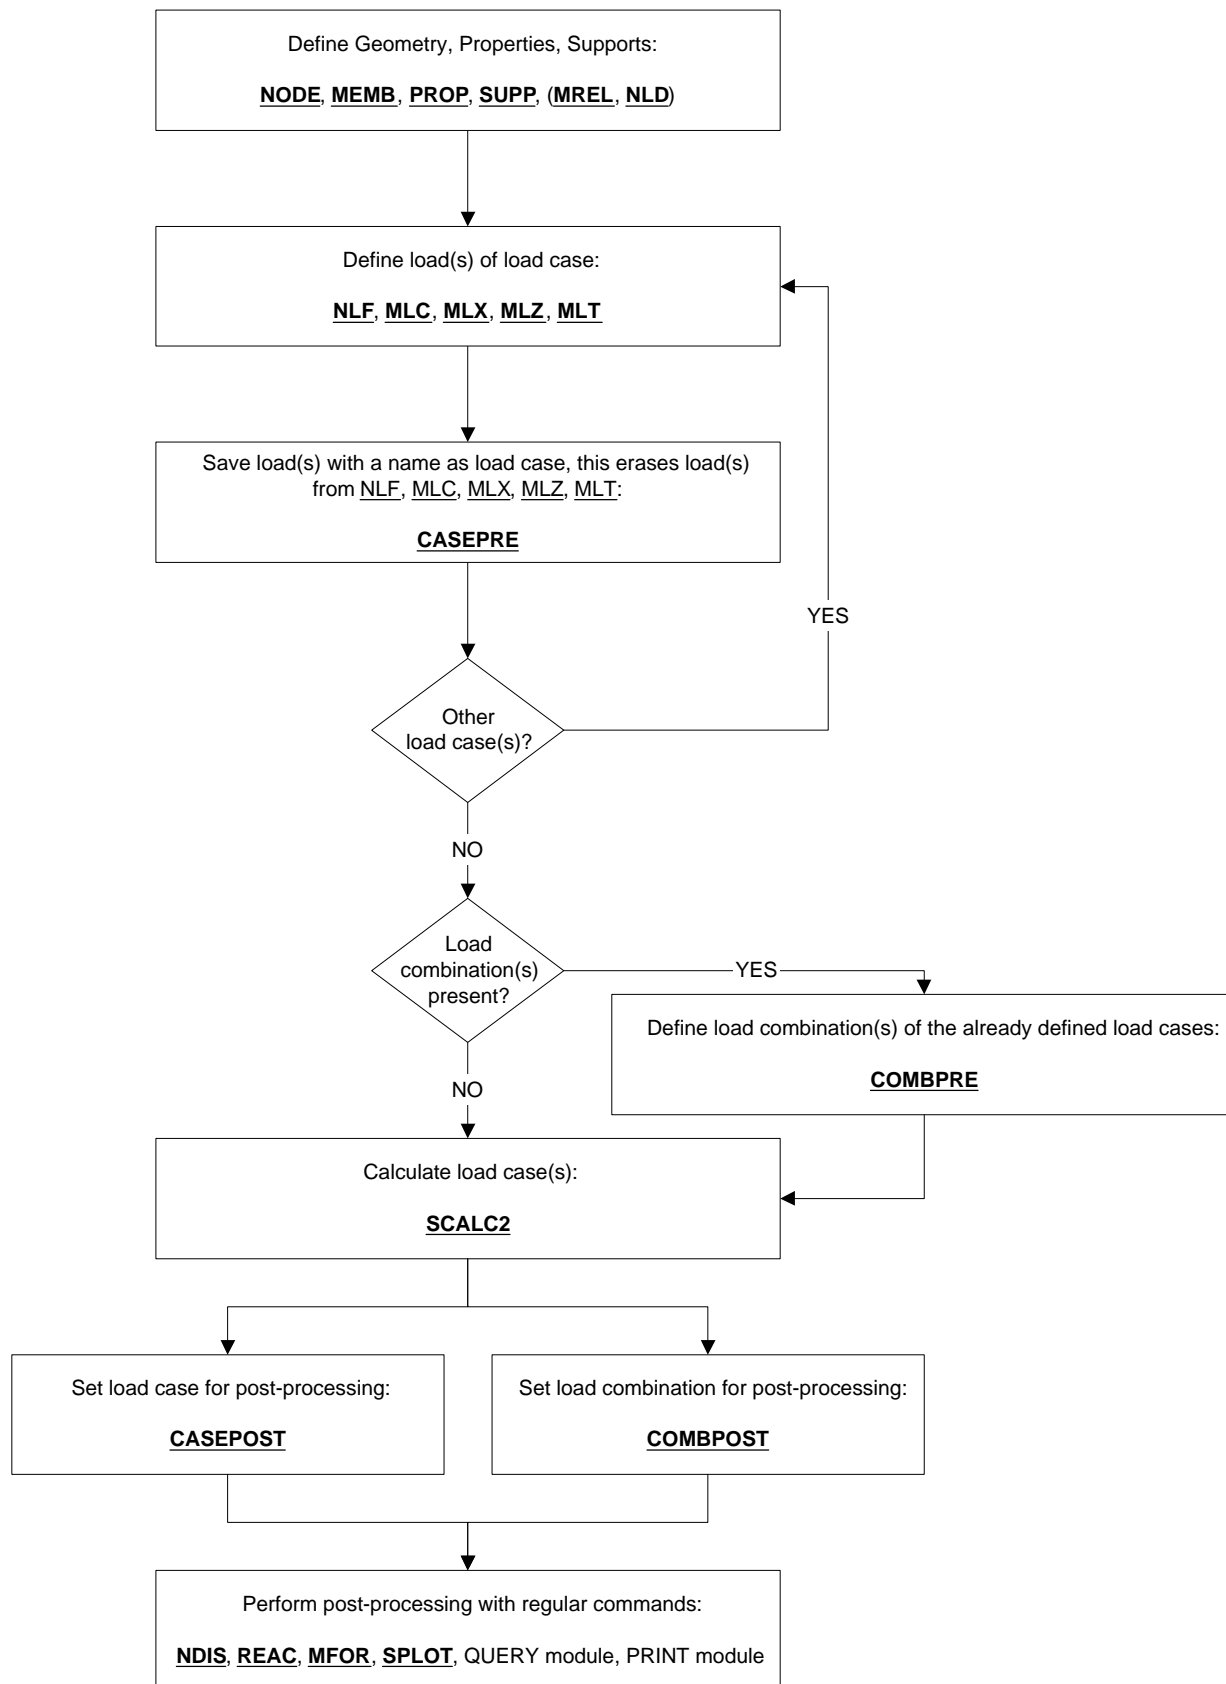 Define Geometry, Properties, Supports:
NODE, MEMB, PROP, SUPP, (MREL, NLD)
Define load(s) of load case:
NLF, MLC, MLX, MLZ, MLT
Save load(s) with a name as load case, this erases load(s)
from NLF, MLC, MLX, MLZ, MLT:
CASEPRE
YES
Other
load case(s)?
NO
Load
combination(s)
present?
YES
Define load combination(s) of the already defined load cases:
COMBPRE
NO
Calculate load case(s):
SCALC2
Set load case for post-processing:
CASEPOST
Set load combination for post-processing:
COMBPOST
Perform post-processing with regular commands:
NDIS, REAC, MFOR, SPLOT, QUERY module, PRINT module